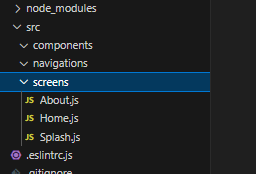 node_modules
src
components
navigations
screens
JS About.js
JS Home.js
JS Splash.js
.eslintrc.js
.gitignore